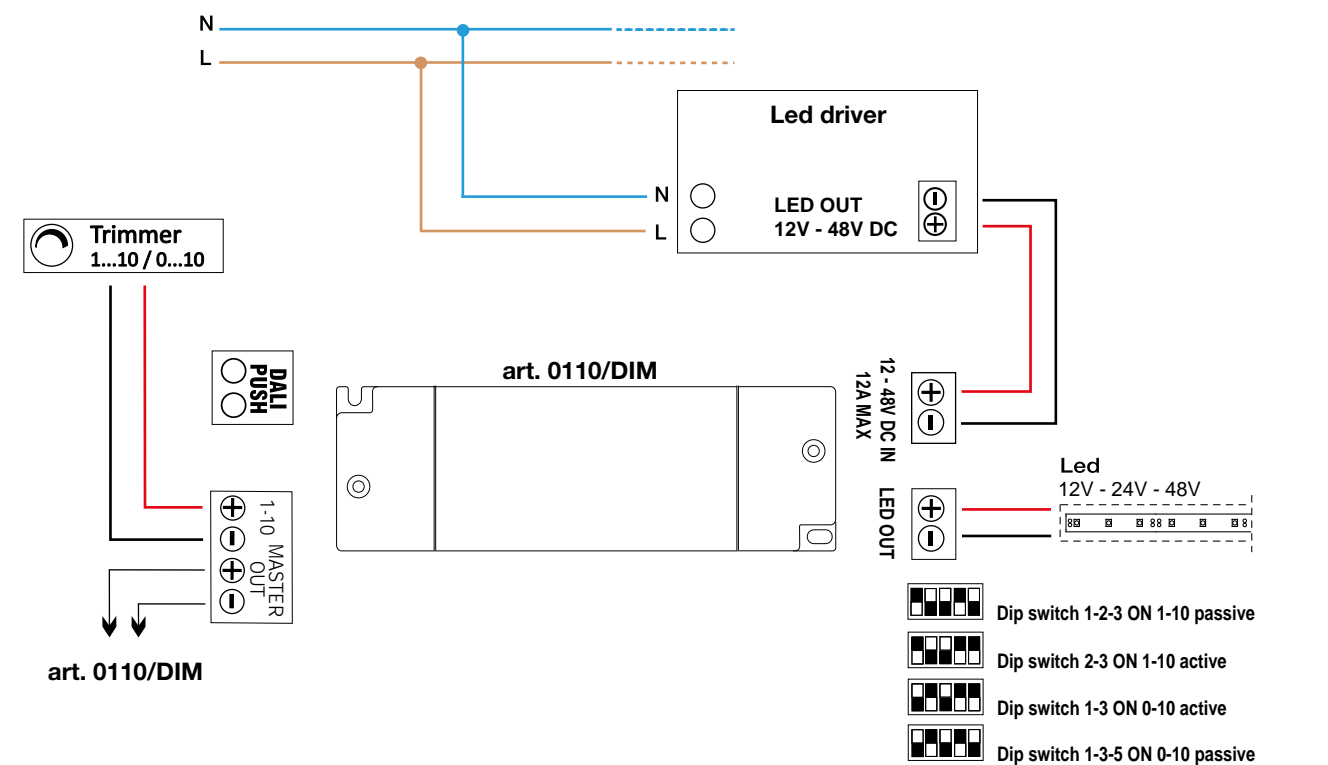 N
L
Led driver
N
L
LED OUT
12V - 48V DC
Trimmer
1...10 / 0...10
DALI
PUSH
art. 0110/DIM
12 - 48V DC IN
12A MAX
1-10
MASTER
OUT
LED OUT
Led
12V - 24V - 48V
art. 0110/DIM
Dip switch 1-2-3 ON 1-10 passive
Dip switch 2-3 ON 1-10 active
Dip switch 1-3 ON 0-10 active
Dip switch 1-3-5 ON 0-10 passive